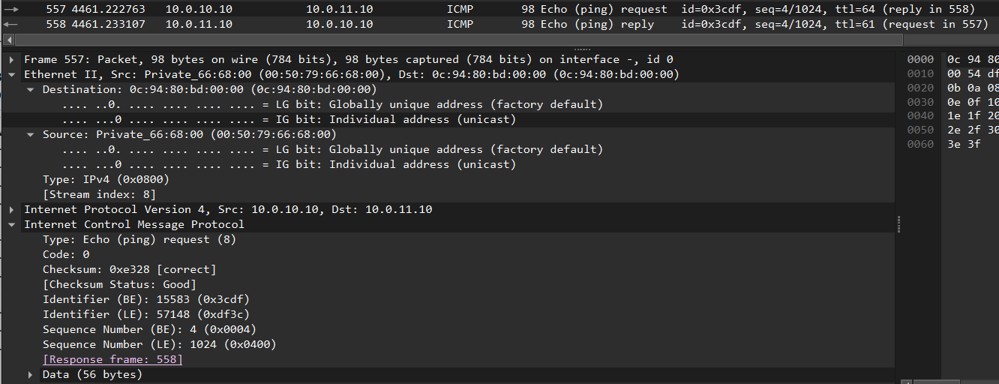 557 4461.222763 10.0.10.10 10.0.11.10 ICMP 98 Echo (ping) request id=0x3cdf, seq=4/1024, ttl=64 (reply in 558)
558 4461.233107 10.0.11.10 10.0.10.10 ICMP 98 Echo (ping) reply id=0x3cdf, seq=4/1024, ttl=61 (request in 557)
Frame 557: Packet, 98 bytes on wire (784 bits), 98 bytes captured (784 bits) on interface -, id 0
Ethernet II, Src: Private_66:68:00 (00:50:79:66:68:00), Dst: 0c:94:80:bd:00:00 (0c:94:80:bd:00:00)
Destination: 0c:94:80:bd:00:00 (0c:94:80:bd:00:00)
.... ..0. .... .... .... .... = LG bit: Globally unique address (factory default)
.... ...0 .... .... .... .... = IG bit: Individual address (unicast)
Source: Private_66:68:00 (00:50:79:66:68:00)
.... ..0. .... .... .... .... = LG bit: Globally unique address (factory default)
.... ...0 .... .... .... .... = IG bit: Individual address (unicast)
Type: IPv4 (0x0800)
[Stream index: 8]
Internet Protocol Version 4, Src: 10.0.10.10, Dst: 10.0.11.10
Internet Control Message Protocol
Type: Echo (ping) request (8)
Code: 0
Checksum: 0xe328 [correct]
[Checksum Status: Good]
Identifier (BE): 15583 (0x3cdf)
Identifier (LE): 57148 (0xdf3c)
Sequence Number (BE): 4 (0x0004)
Sequence Number (LE): 1024 (0x0400)
[Response frame: 558]
Data (56 bytes)
0000 0c 94 80
0010 00 54 df
0020 0b 0a 08
0030 0e 0f 10
0040 1e 1f 20
0050 2e 2f 30
0060 3e 3f